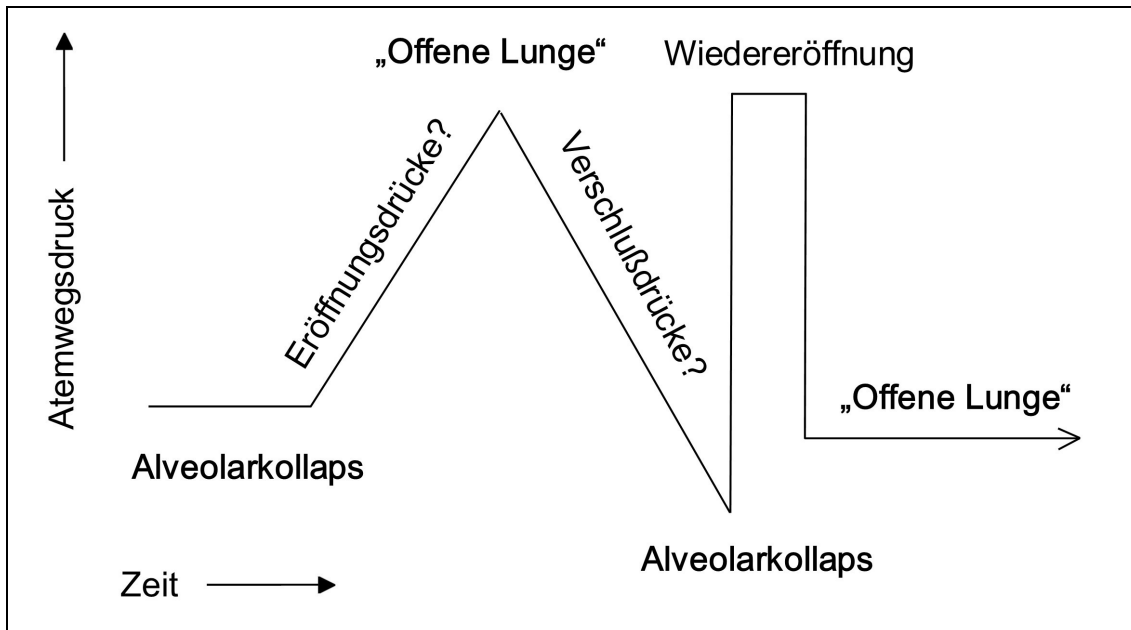 „Offene Lunge“
Wiedereröffnung
Eröffnungsdrücke?
Verschlußdrücke?
Atemwegsdruck
„Offene Lunge“
Alveolarkollaps
Alveolarkollaps
Zeit